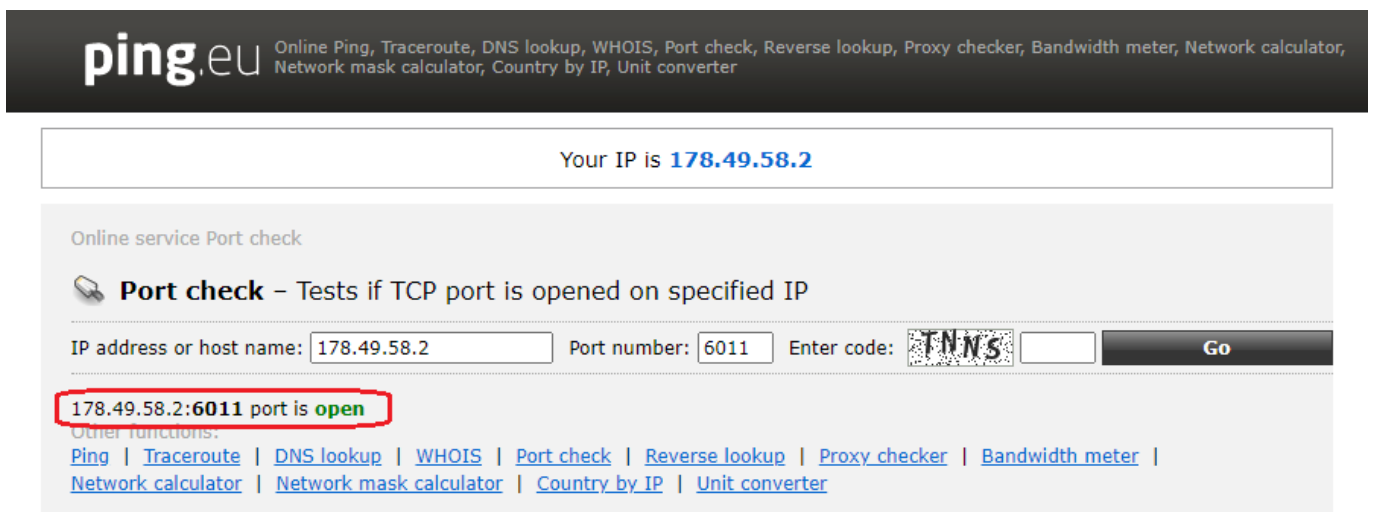 ping.eu
Online Ping, Traceroute, DNS lookup, WHOIS, Port check, Reverse lookup, Proxy checker, Bandwidth meter, Network calculator,
Network mask calculator, Country by IP, Unit converter
Your IP is 178.49.58.2
Online service Port check
Port check – Tests if TCP port is opened on specified IP
IP address or host name: 178.49.58.2 Port number: 6011 Enter code: TNNS Go
178.49.58.2:6011 port is open
Other functions:
Ping | Traceroute | DNS lookup | WHOIS | Port check | Reverse lookup | Proxy checker | Bandwidth meter |
Network calculator | Network mask calculator | Country by IP | Unit converter